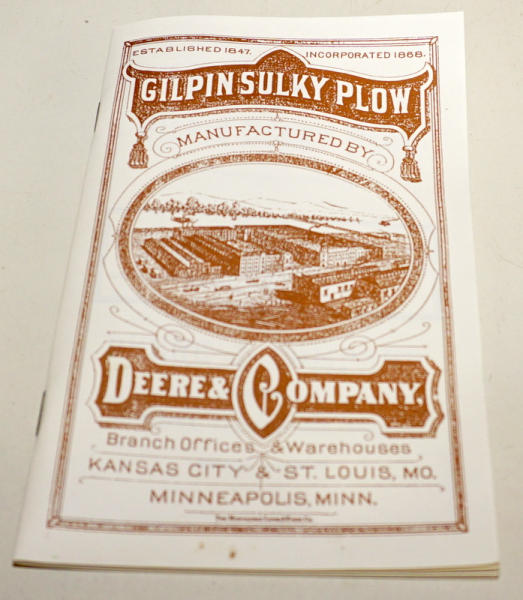 ESTABLISHED 1847. INCORPORATED 1868.
GILPIN SULKY PLOW
MANUFACTURED BY
DEERE & COMPANY,
Branch Offices & Warehouses
KANSAS CITY & ST. LOUIS, MO.
MINNEAPOLIS, MINN.